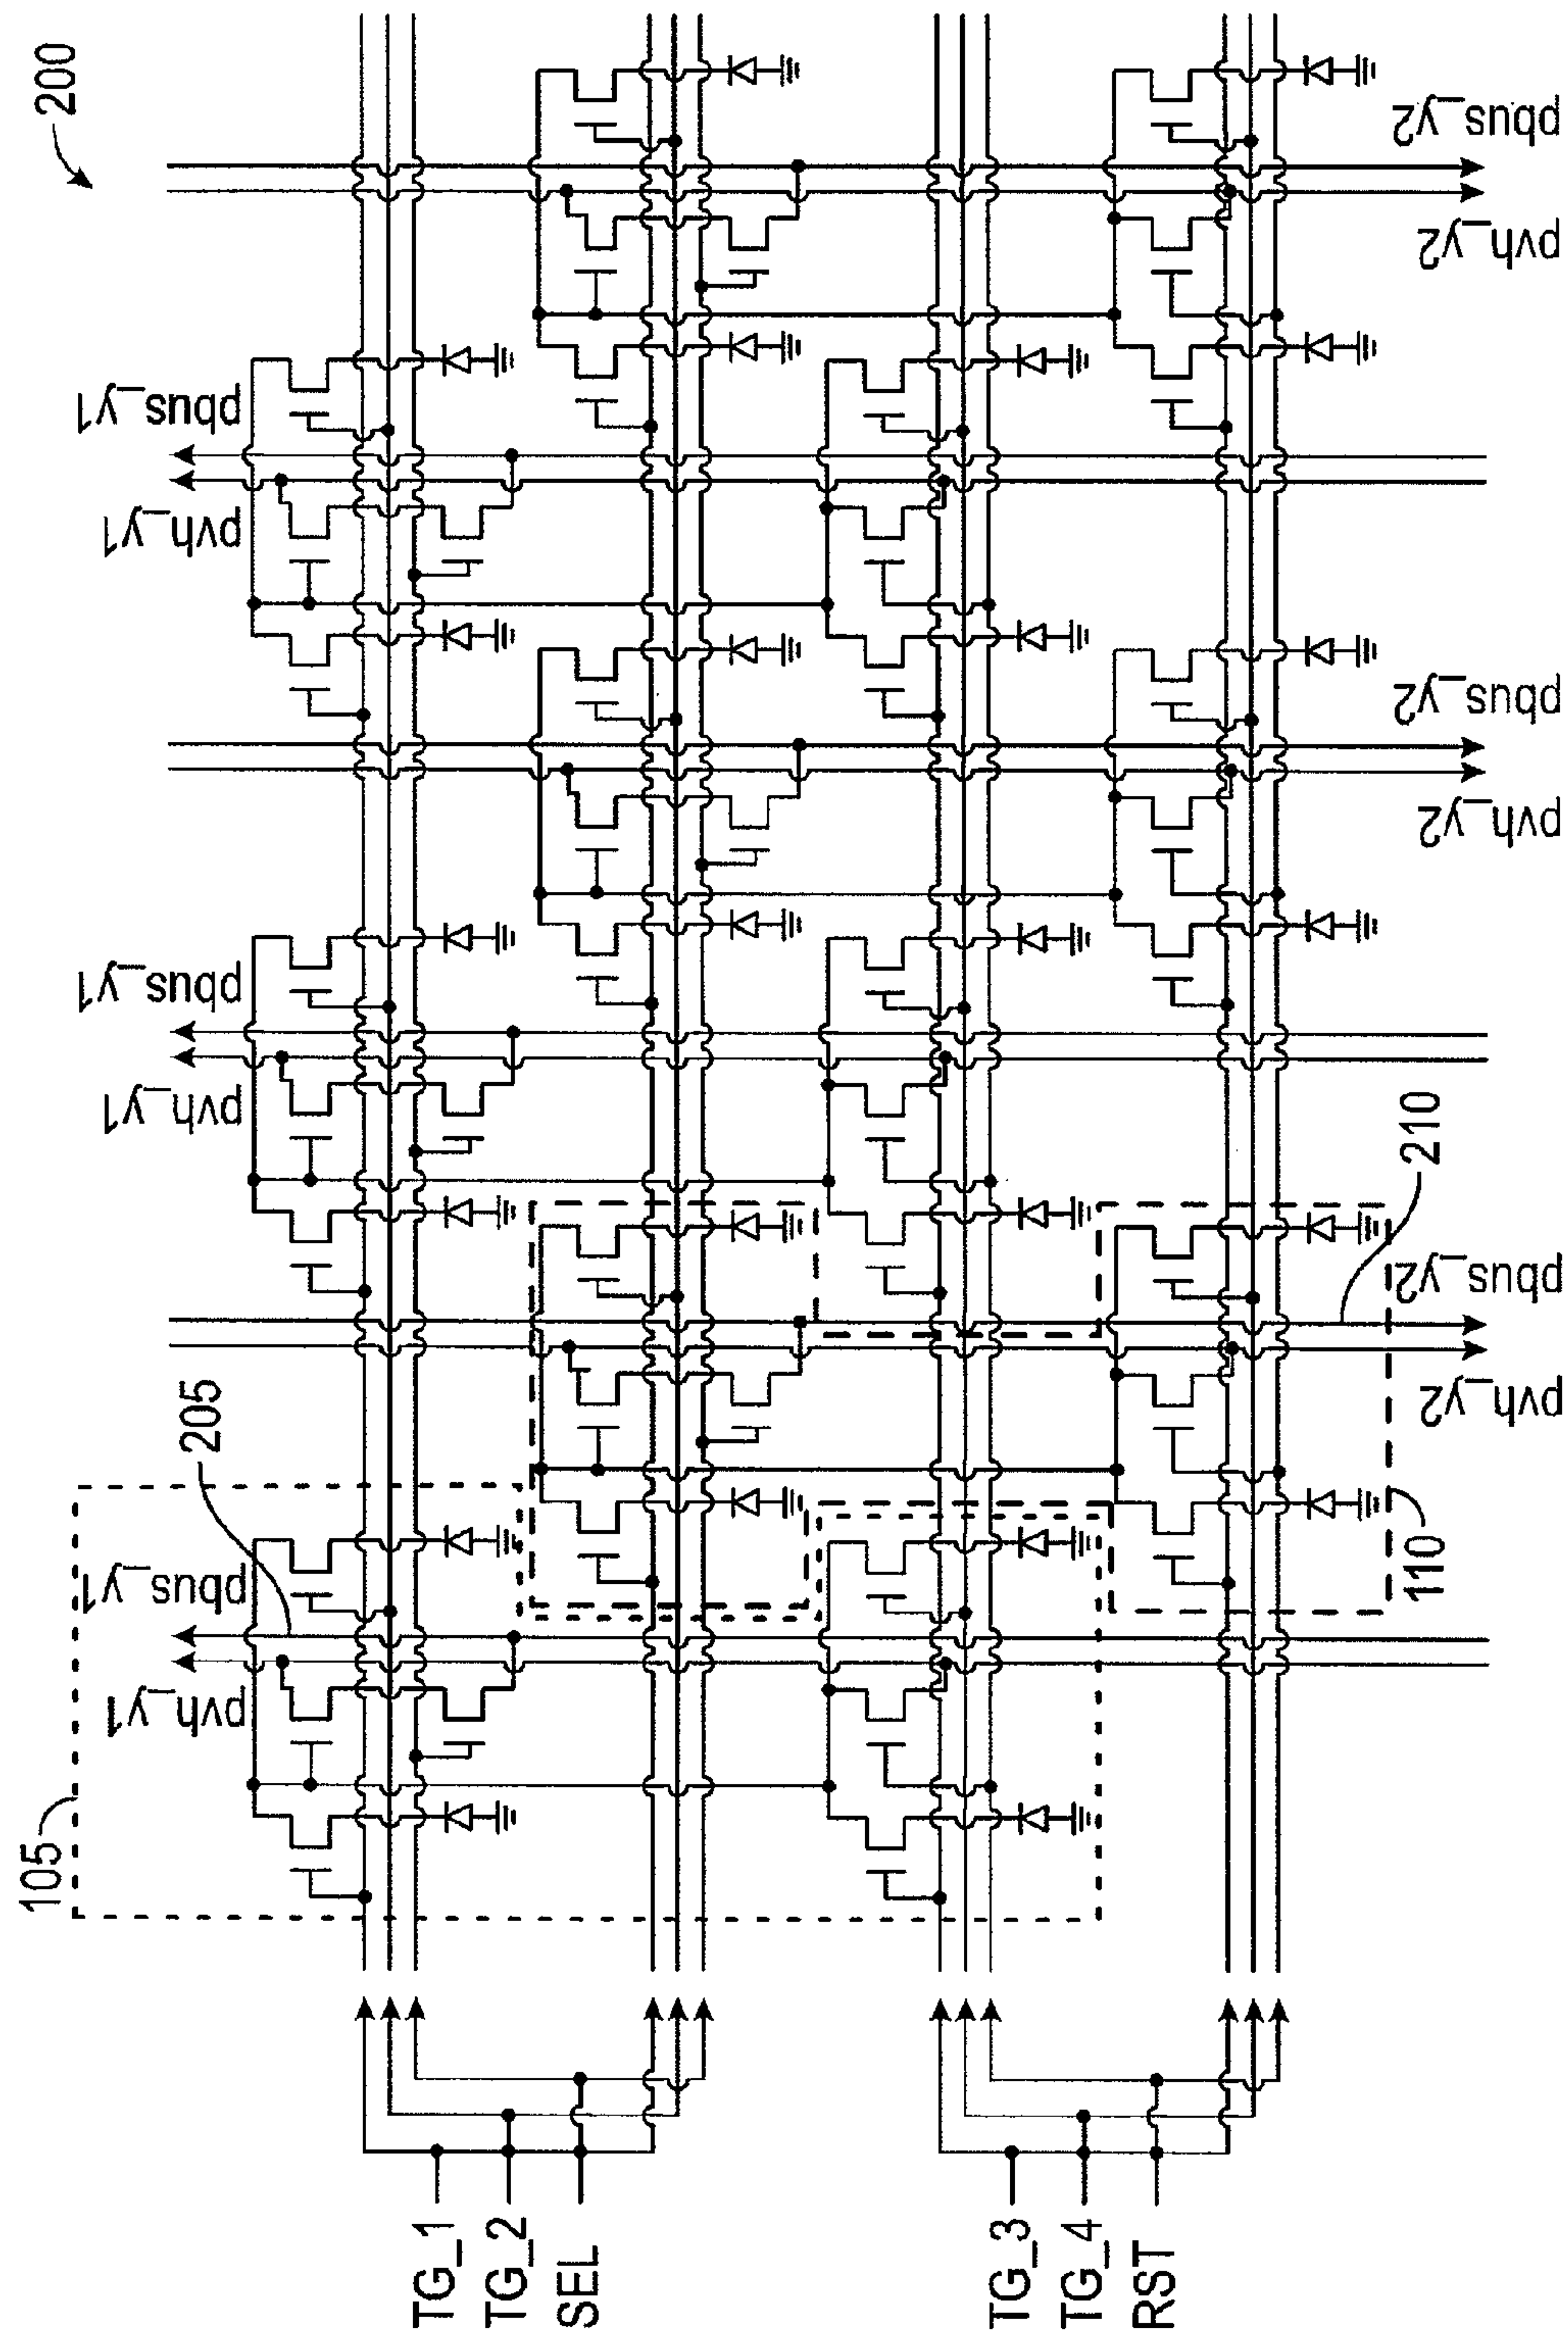 200
pbus_y1
pvh_y1
pbus_y1
pvh_y1
pbus_y1
pvh_y1
205
105
pbus_y2
pvh_y2
pbus_y2
pvh_y2
pbus_y2
pvh_y2
210
110
TG_1
TG_2
SEL
TG_3
TG_4
RST